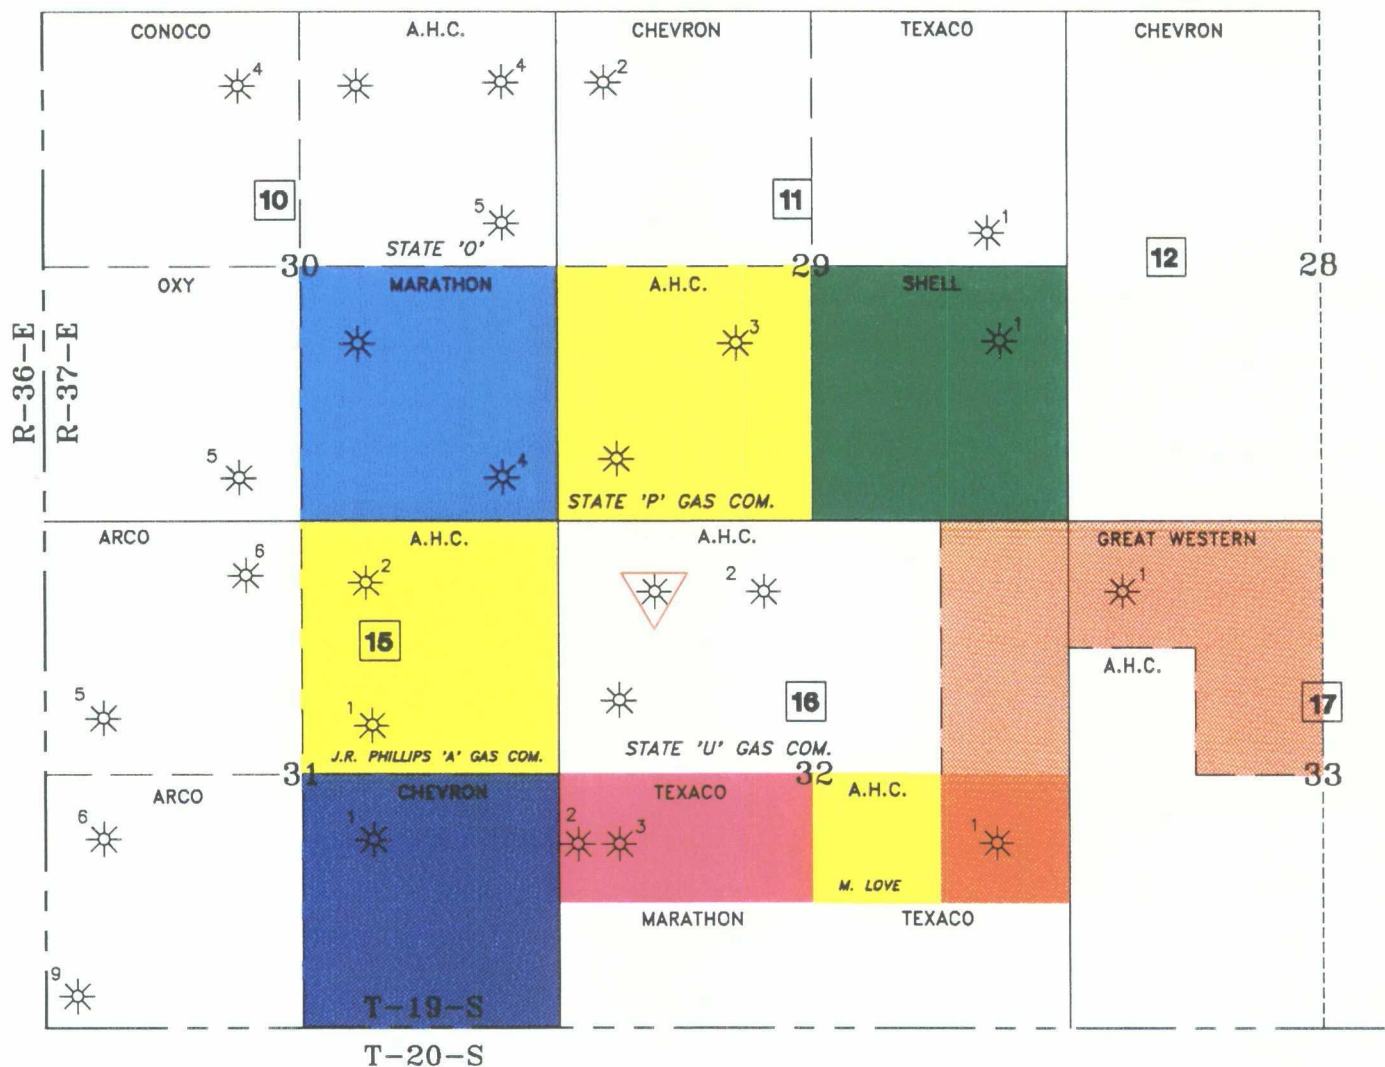 CONOCO
A.H.C.
CHEVRON
TEXACO
CHEVRON
4
4
2
10
11
5
1
STATE 'O'
12
30
29
28
OXY
MARATHON
A.H.C.
SHELL
3
1
R-36-E
R-37-E
5
4
STATE 'P' GAS COM.
ARCO
A.H.C.
A.H.C.
GREAT WESTERN
6
2
2
1
15
A.H.C.
5
1
16
17
J.R. PHILLIPS 'A' GAS COM.
STATE 'U' GAS COM.
31
32
33
ARCO
CHEVRON
TEXACO
A.H.C.
6
1
2
3
1
M. LOVE
MARATHON
TEXACO
9
T-19-S
T-20-S